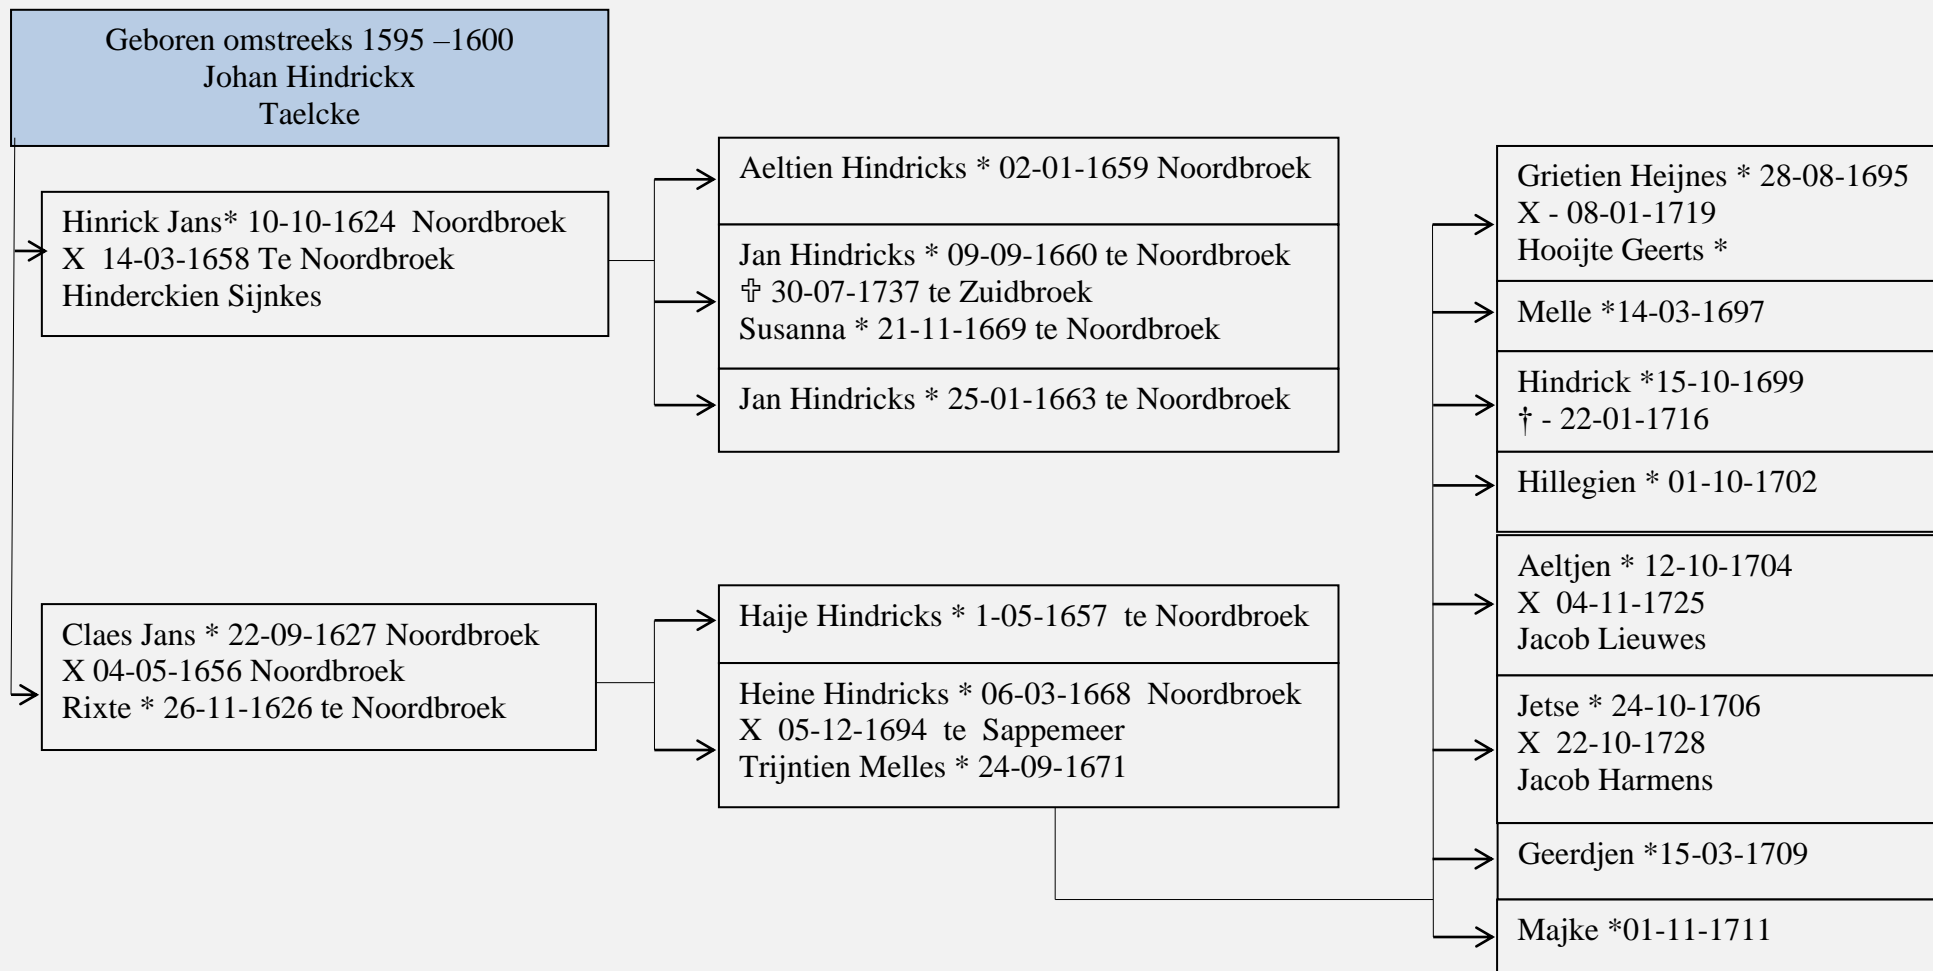 Geboren omstreeks 1595 –1600
Johan Hindrickx
Taelcke
Hinrick Jans* 10-10-1624 Noordbroek
X 14-03-1658 Te Noordbroek
Hinderckien Sijnkes
Claes Jans * 22-09-1627 Noordbroek
X 04-05-1656 Noordbroek
Rixte * 26-11-1626 te Noordbroek
Aeltien Hindricks * 02-01-1659 Noordbroek
Jan Hindricks * 09-09-1660 te Noordbroek
✞ 30-07-1737 te Zuidbroek
Susanna * 21-11-1669 te Noordbroek
Jan Hindricks * 25-01-1663 te Noordbroek
Haije Hindricks * 1-05-1657 te Noordbroek
Heine Hindricks * 06-03-1668 Noordbroek
X 05-12-1694 te Sappemeer
Trijntien Melles * 24-09-1671
Grietien Heijnes * 28-08-1695
X - 08-01-1719
Hooijte Geerts *
Melle *14-03-1697
Hindrick *15-10-1699
† - 22-01-1716
Hillegien * 01-10-1702
Aeltjen * 12-10-1704
X 04-11-1725
Jacob Lieuwes
Jetse * 24-10-1706
X 22-10-1728
Jacob Harmens
Geerdjen *15-03-1709
Majke *01-11-1711